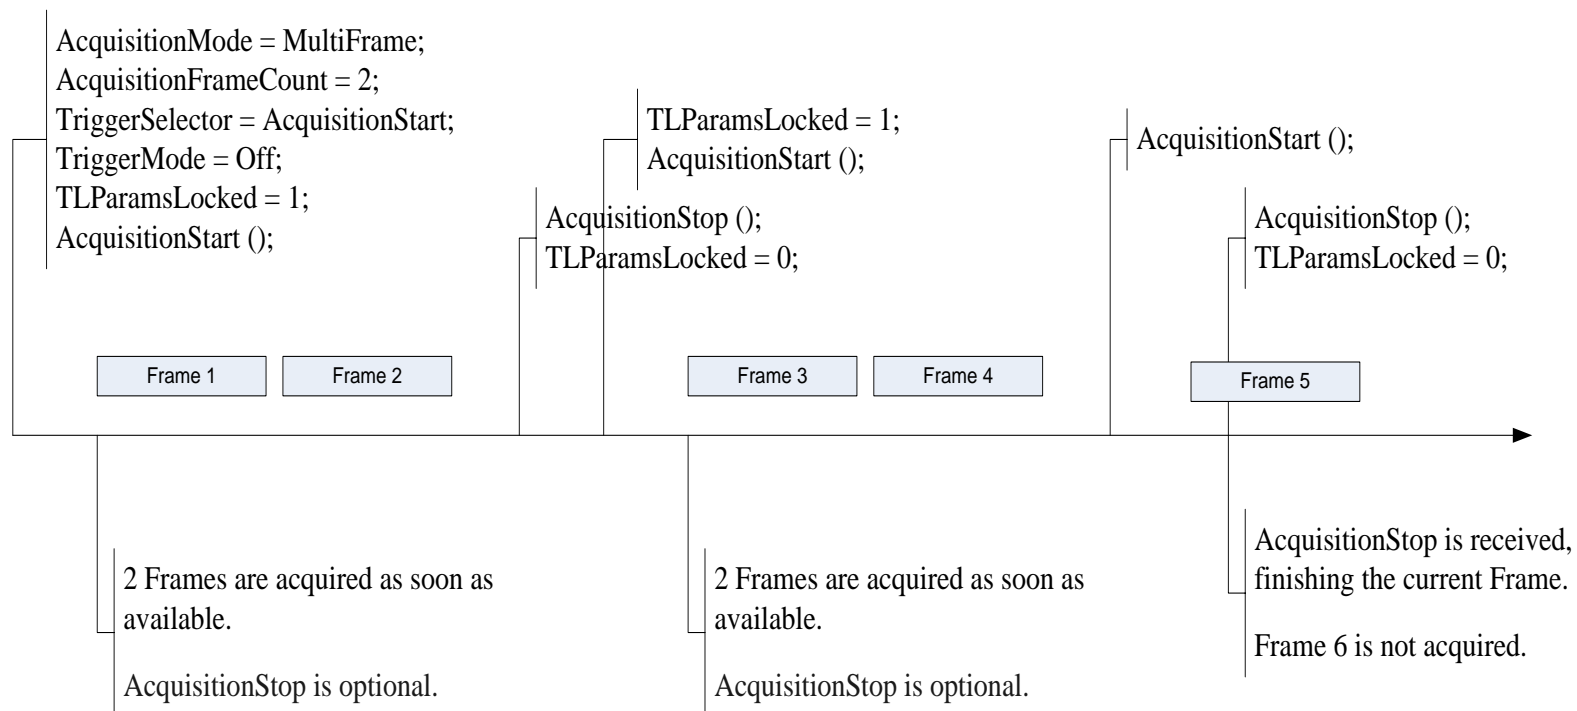 AcquisitionMode = MultiFrame;
AcquisitionFrameCount = 2;
TriggerSelector = AcquisitionStart;
TriggerMode = Off;
TLParamsLocked = 1;
AcquisitionStart ();
AcquisitionStop ();
TLParamsLocked = 0;
TLParamsLocked = 1;
AcquisitionStart ();
AcquisitionStart ();
AcquisitionStop ();
TLParamsLocked = 0;
Frame 1
Frame 2
Frame 3
Frame 4
Frame 5
2 Frames are acquired as soon as
available.
AcquisitionStop is optional.
2 Frames are acquired as soon as
available.
AcquisitionStop is optional.
AcquisitionStop is received,
finishing the current Frame.
Frame 6 is not acquired.